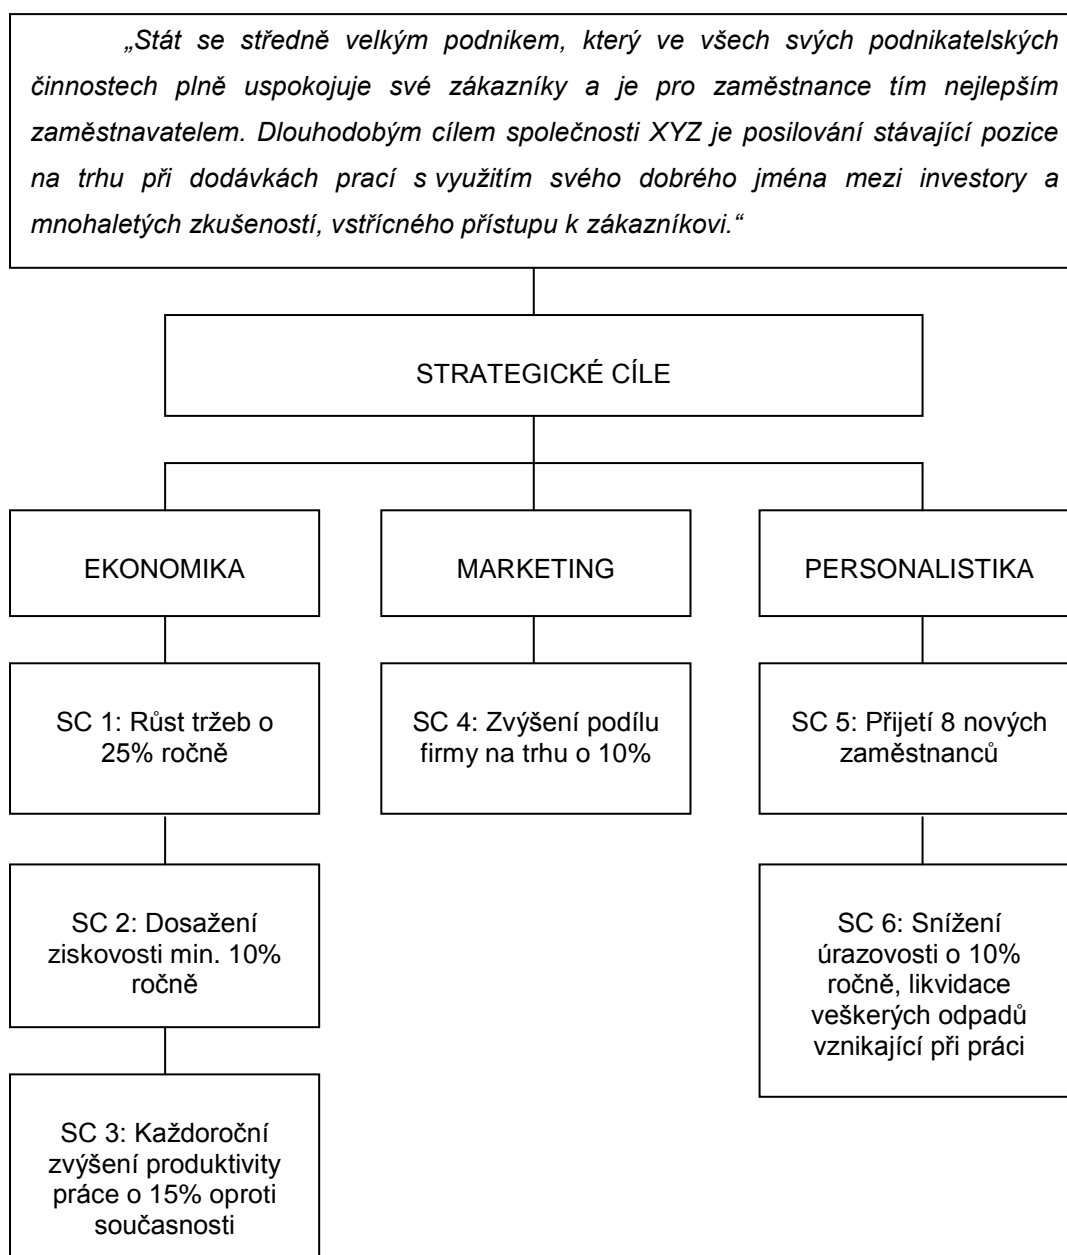 „Stát se středně velkým podnikem, který ve všech svých podnikatelských
činnostech plně uspokojuje své zákazníky a je pro zaměstnance tím nejlepším
zaměstnavatelem. Dlouhodobým cílem společnosti XYZ je posilování stávající pozice
na trhu při dodávkách prací s využitím svého dobrého jména mezi investory a
mnohaletých zkušeností, vstřícného přístupu k zákazníkovi.“
STRATEGICKÉ CÍLE
EKONOMIKA
MARKETING
PERSONALISTIKA
SC 1: Růst tržeb o
25% ročně
SC 4: Zvýšení podílu
firmy na trhu o 10%
SC 5: Přijetí 8 nových
zaměstnanců
SC 2: Dosažení
ziskovosti min. 10%
ročně
SC 6: Snížení
úrazovosti o 10%
ročně, likvidace
veškerých odpadů
vznikající při práci
SC 3: Každoroční
zvýšení produktivity
práce o 15% oproti
současnosti